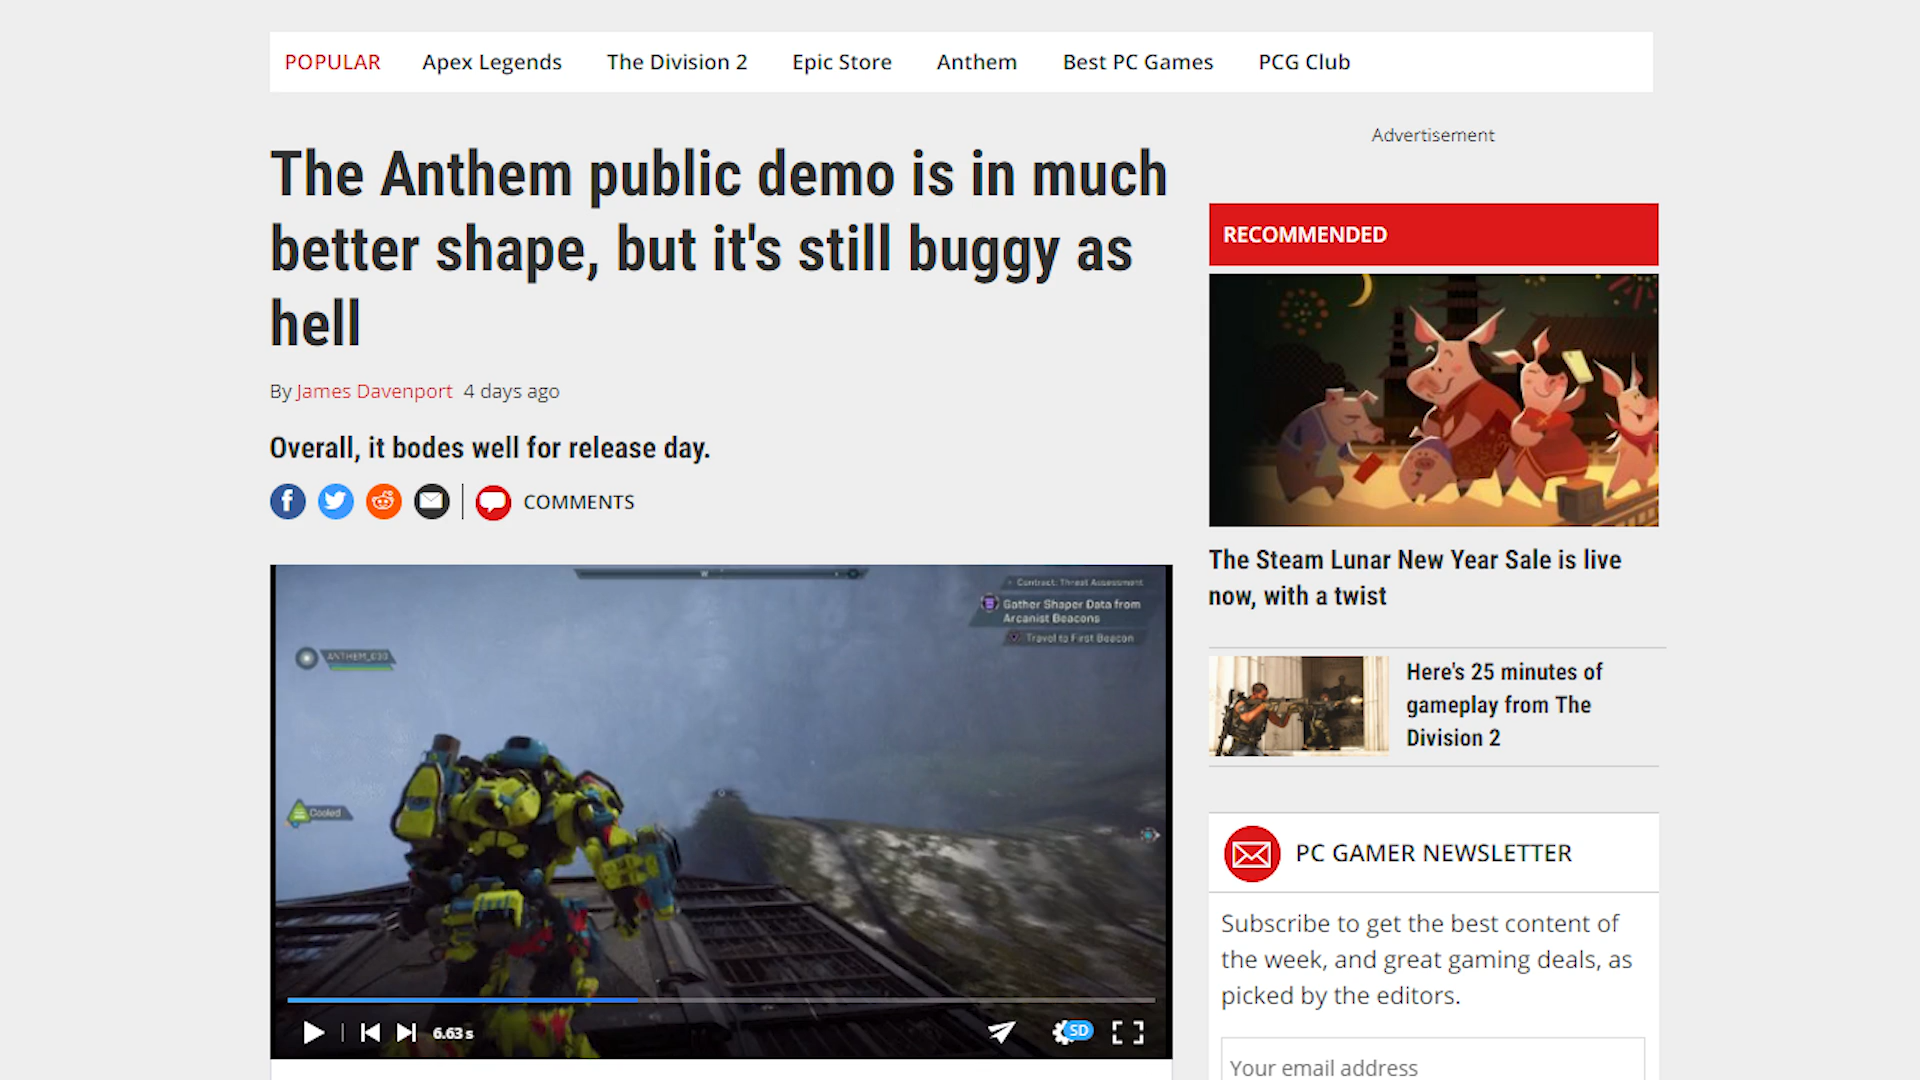 POPULAR Apex Legends The Division 2 Epic Store Anthem Best PC Games PCG Club
Advertisement
The Anthem public demo is in much
better shape, but it's still buggy as
hell
By James Davenport 4 days ago
Overall, it bodes well for release day.
COMMENTS
Contract: Threat Assessment
Gather Shaper Data from
Arcanist Beacons
Travel to First Beacon
W
Cooled
6.63 s
SD
RECOMMENDED
The Steam Lunar New Year Sale is live
now, with a twist
Here's 25 minutes of
gameplay from The
Division 2
PC GAMER NEWSLETTER
Subscribe to get the best content of
the week, and great gaming deals, as
picked by the editors.
Your email address